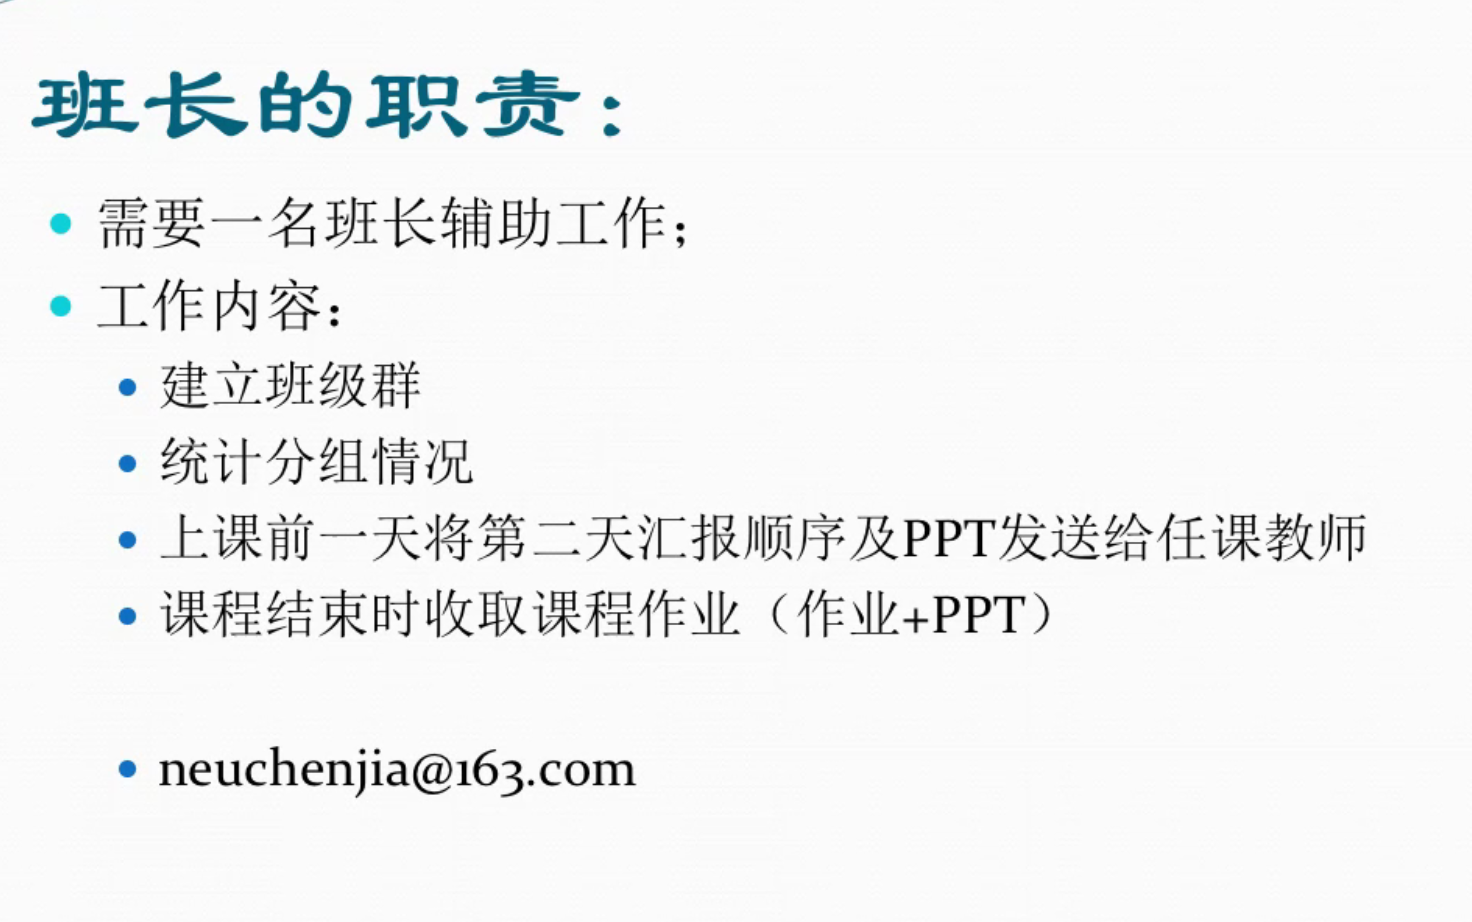 班长的职责：
需要一名班长辅助工作；
工作内容：
建立班级群
统计分组情况
上课前一天将第二天汇报顺序及PPT发送给任课教师
课程结束时收取课程作业（作业+PPT）
neuchenjia@163.com